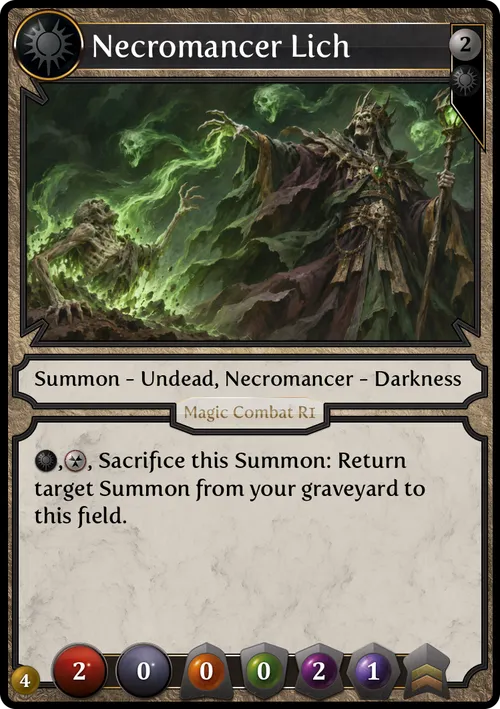 Necromancer Lich
2
Summon - Undead, Necromancer - Darkness
Magic Combat R1
, , Sacrifice this Summon: Return
target Summon from your graveyard to
this field.
4
2*
0*
0
0
2
1